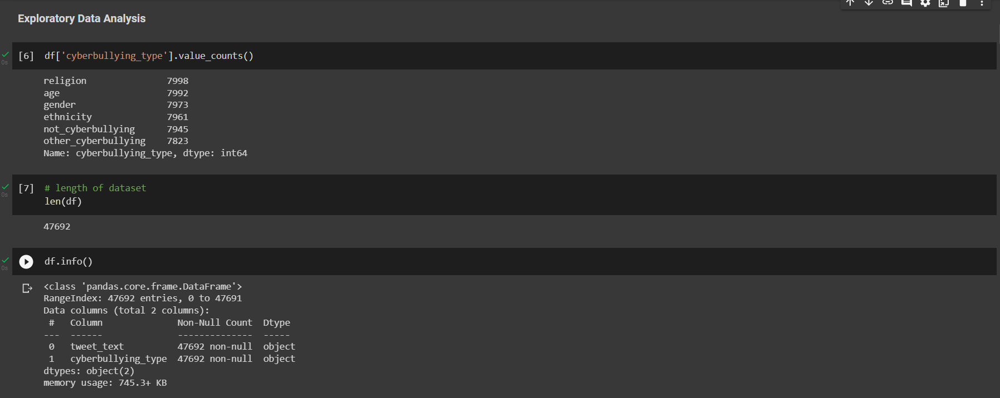 Exploratory Data Analysis
[6] df['cyberbullying_type'].value_counts()
0s
religion 7998
age 7992
gender 7973
ethnicity 7961
not_cyberbullying 7945
other_cyberbullying 7823
Name: cyberbullying_type, dtype: int64
[7] # length of dataset
0s
len(df)
47692
df.info()
0s
<class 'pandas.core.frame.DataFrame'>
RangeIndex: 47692 entries, 0 to 47691
Data columns (total 2 columns):
# Column Non-Null Count Dtype
--- ------ -------------- -----
0 tweet_text 47692 non-null object
1 cyberbullying_type 47692 non-null object
dtypes: object(2)
memory usage: 745.3+ KB